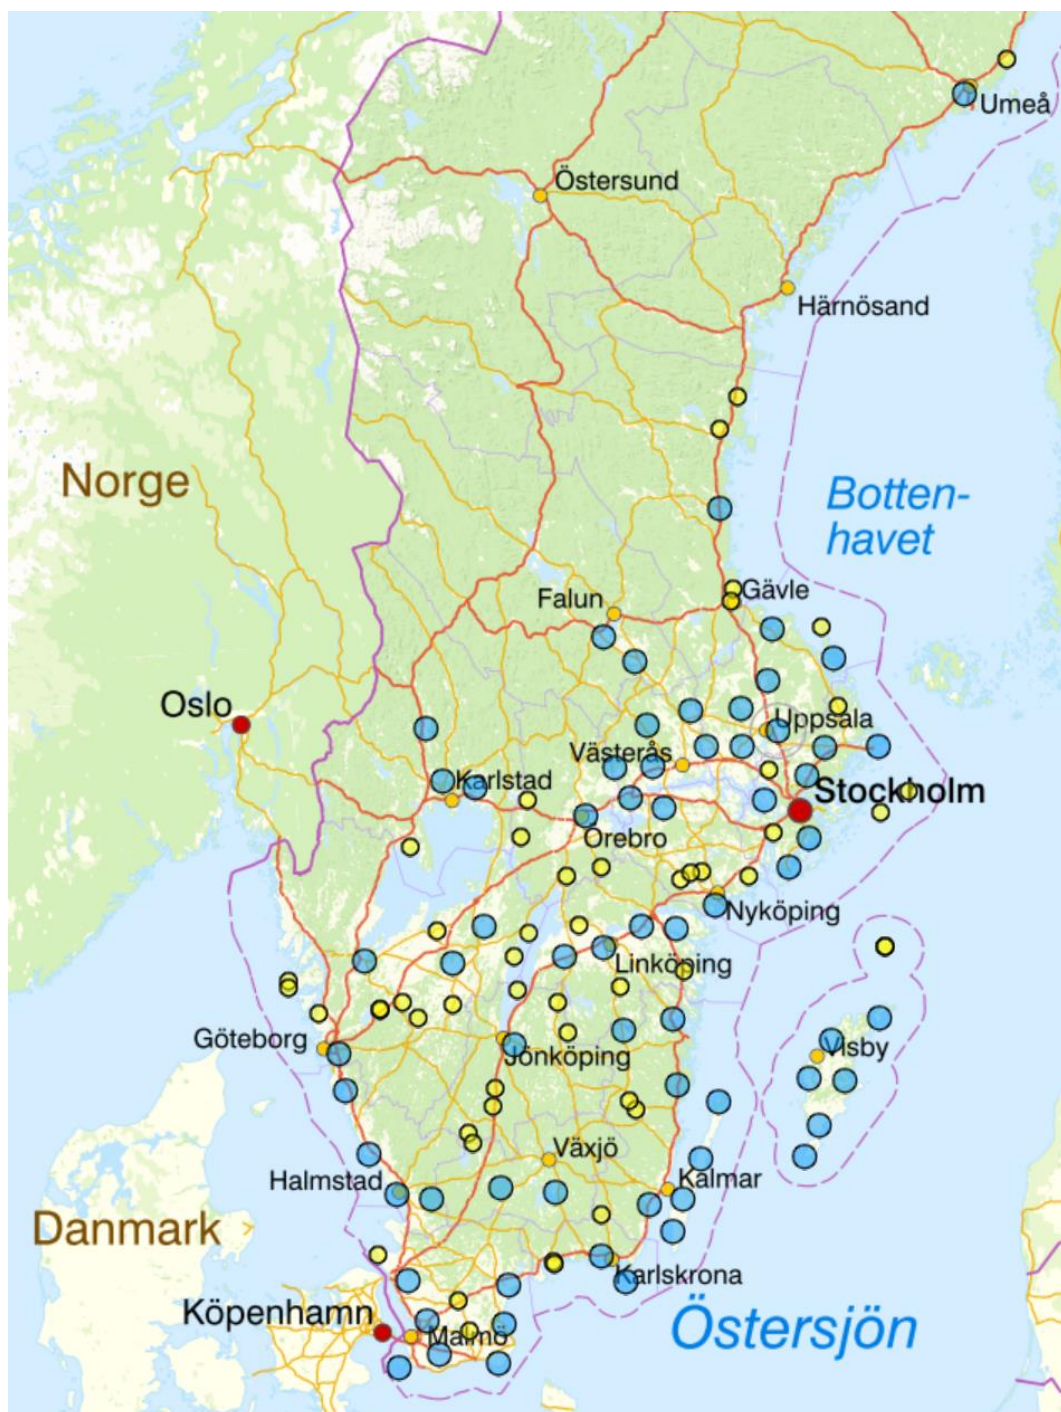 Umeå
Östersund
Härnösand
Norge
Botten-
havet
Falun
Gävle
Oslo
Uppsala
Västerås
Karlstad
Stockholm
Örebro
Nyköping
Linköping
Göteborg
Jönköping
Visby
Växjö
Halmstad
Kalmar
Danmark
Karlskrona
Köpenhamn
Malmö
Östersjön